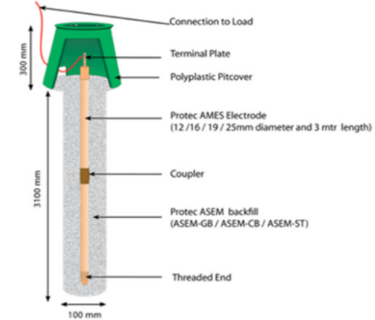 Connection to Load
Terminal Plate
300 mm
Polyplastic Pitcover
Protec AMES Electrode
(12 /16 / 19 / 25mm diameter and 3 mtr length)
Coupler
3100 mm
Protec ASEM backfill
(ASEM-GB / ASEM-CB / ASEM-ST)
Threaded End
100 mm